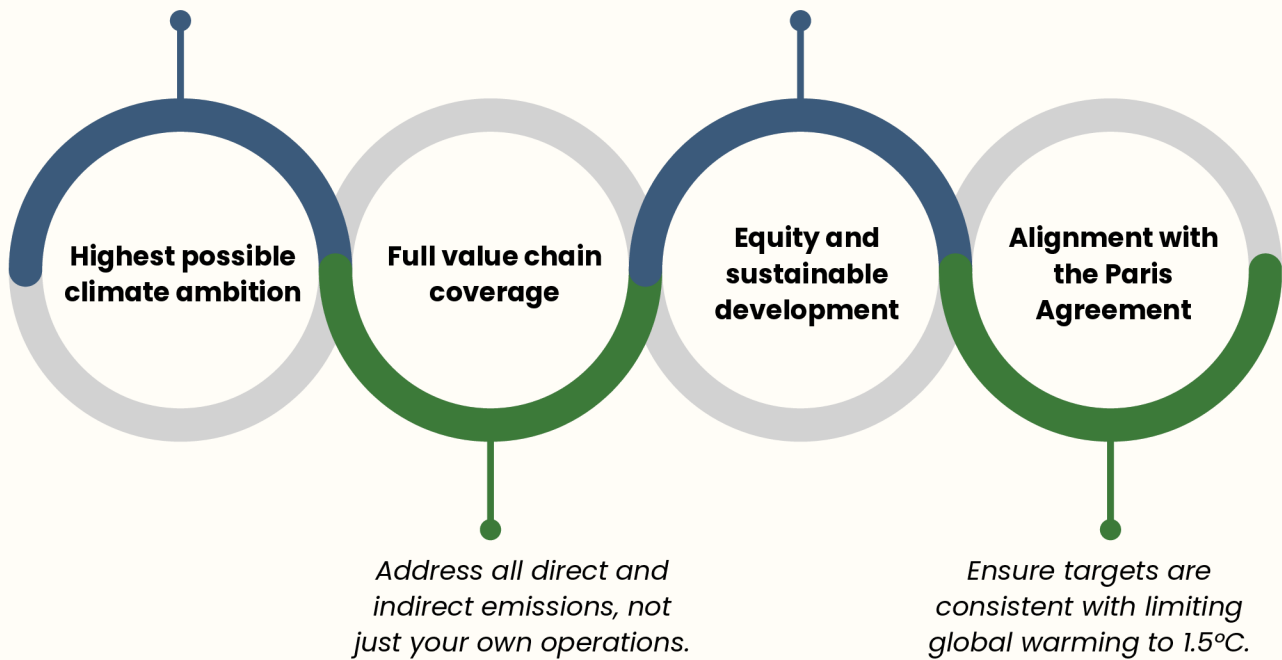 Highest possible
climate ambition
Full value chain
coverage
Equity and
sustainable
development
Alignment with
the Paris
Agreement
Address all direct and
indirect emissions, not
just your own operations.
Ensure targets are
consistent with limiting
global warming to 1.5°C.